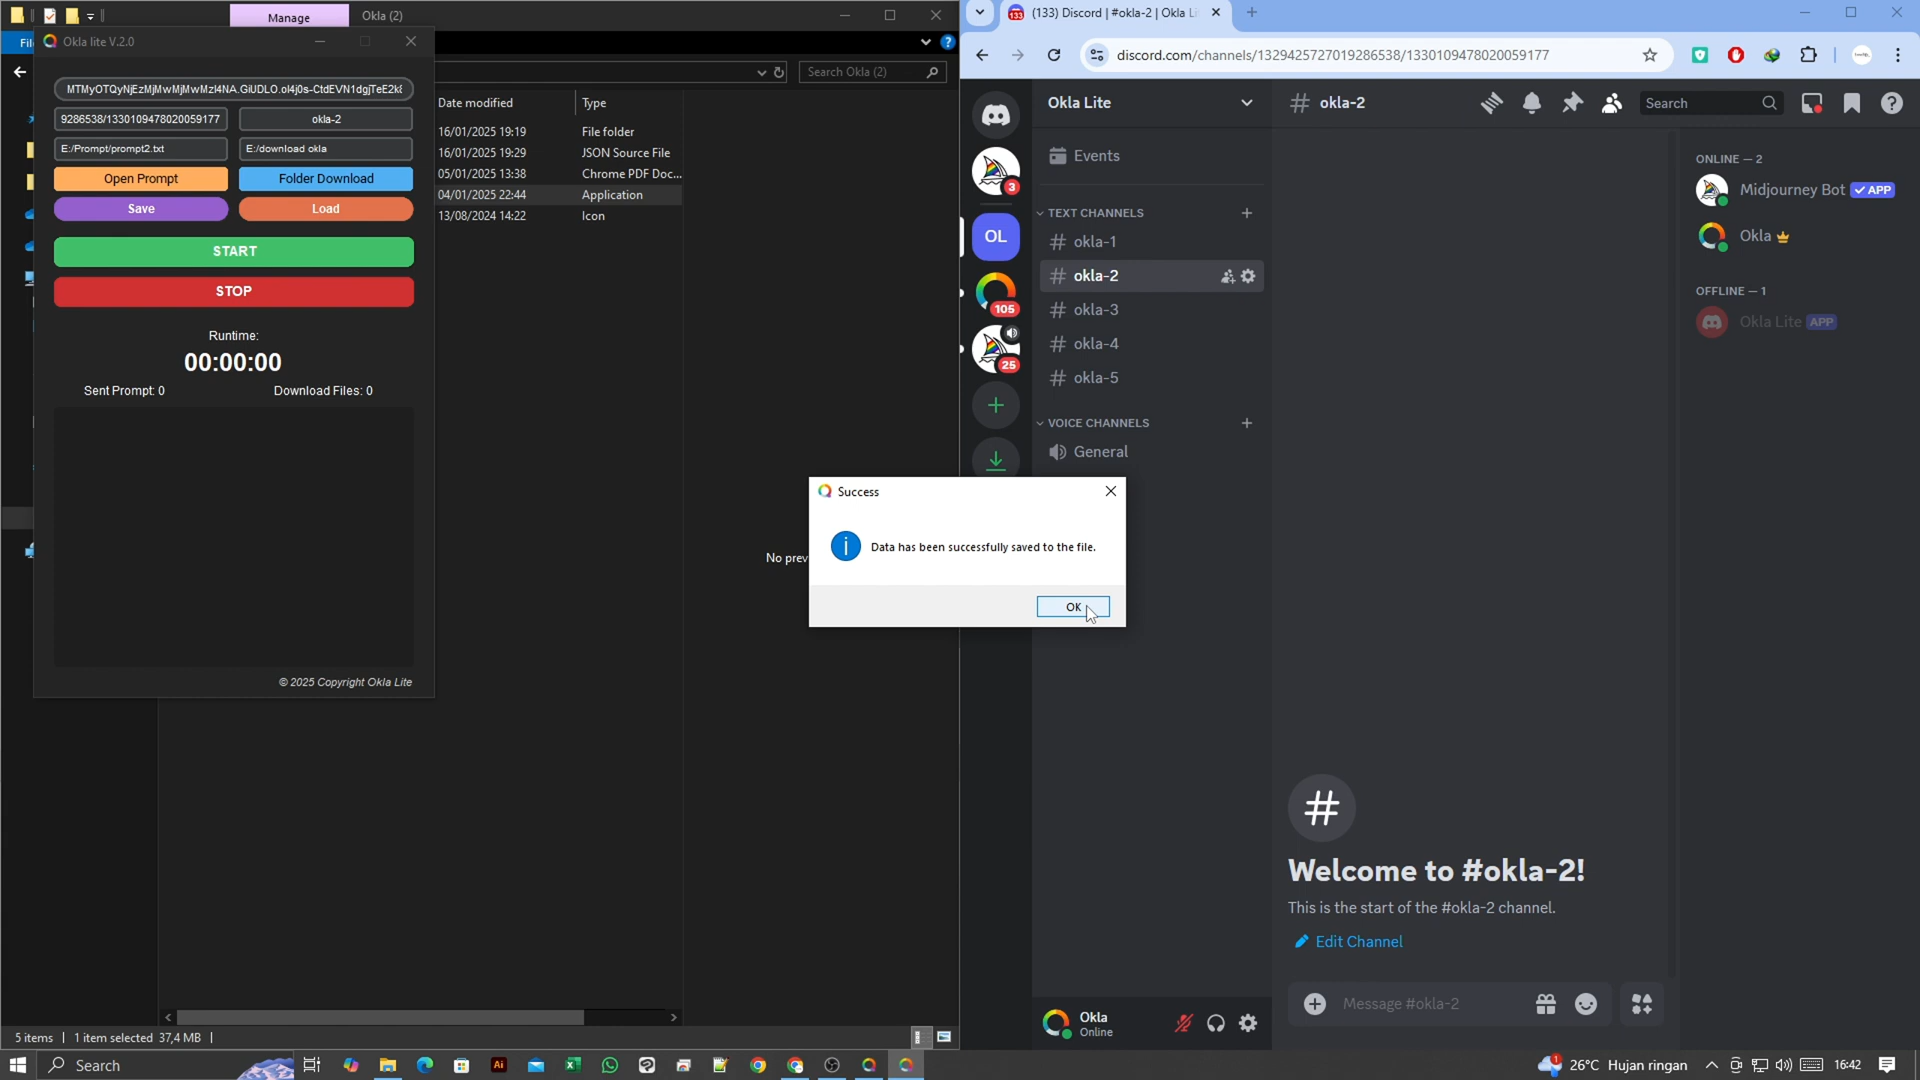 Manage
Okla (2)
Okla lite V.2.0
Search Okla (2)
MTMyOTQyNjEzMjMwMjMwMzI4NA.GiUDLO.ol4j0s-CtdEVN1dgjTeE2k
9286538/1330109478020059177
okla-2
E:/Prompt/prompt2.txt
E:/download okla
Open Prompt
Folder Download
Save
Load
START
STOP
Runtime:
00:00:00
Sent Prompt: 0
Download Files: 0
© 2025 Copyright Okla Lite
Date modified
Type
16/01/2025 19:19
File folder
16/01/2025 19:29
JSON Source File
05/01/2025 13:38
Chrome PDF Doc...
04/01/2025 22:44
Application
13/08/2024 14:22
Icon
No prev
5 items
1 item selected 37,4 MB
Success
Data has been successfully saved to the file.
OK
(133) Discord | #okla-2 | Okla Li
discord.com/channels/1329425727019286538/1330109478020059177
Okla Lite
okla-2
Search
3
OL
105
25
Events
TEXT CHANNELS
okla-1
okla-2
okla-3
okla-4
okla-5
VOICE CHANNELS
General
ONLINE — 2
Midjourney Bot
APP
Okla
OFFLINE — 1
Okla Lite
APP
Welcome to #okla-2!
This is the start of the #okla-2 channel.
Edit Channel
Message #okla-2
Okla
Online
Search
26°C Hujan ringan
16:42